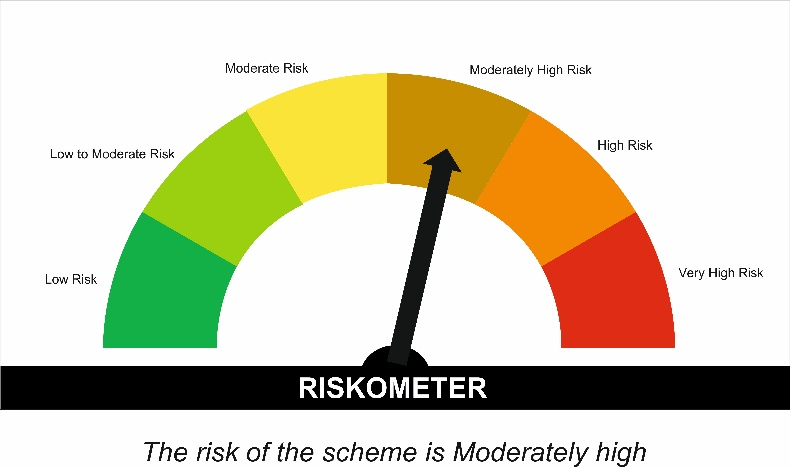 Moderate Risk
Moderately High Risk
Low to Moderate Risk
High Risk
Low Risk
Very High Risk
RISKOMETER
The risk of the scheme is Moderately high